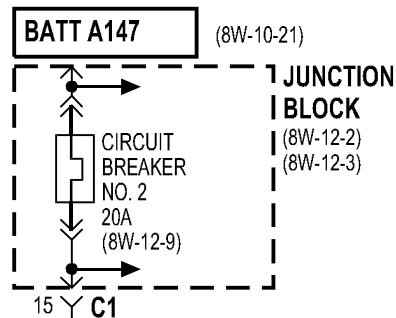 BATT A147
(8W-10-21)
JUNCTION
BLOCK
(8W-12-2)
(8W-12-3)
CIRCUIT
BREAKER
NO. 2
20A
(8W-12-9)
15
C1